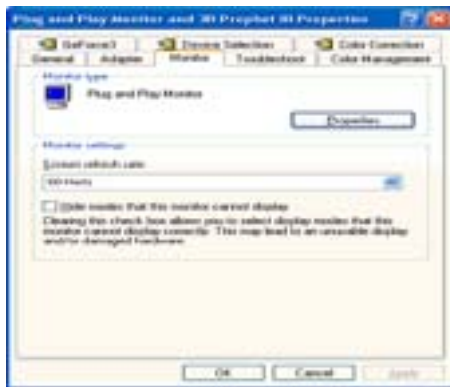 Plug and Play Monitor and 3D Prophet III Properties
GeForce3 Device Selection Color Correction
General Adapter Monitor Troubleshoot Color Management
Monitor type
Plug and Play Monitor
Properties
Monitor settings
Screen refresh rate:
Hertz
Hide modes that this monitor cannot display
Clearing this check box allows you to select display modes that this
monitor cannot display correctly. This may lead to an unusable display
and/or damaged hardware.
OK Cancel Apply